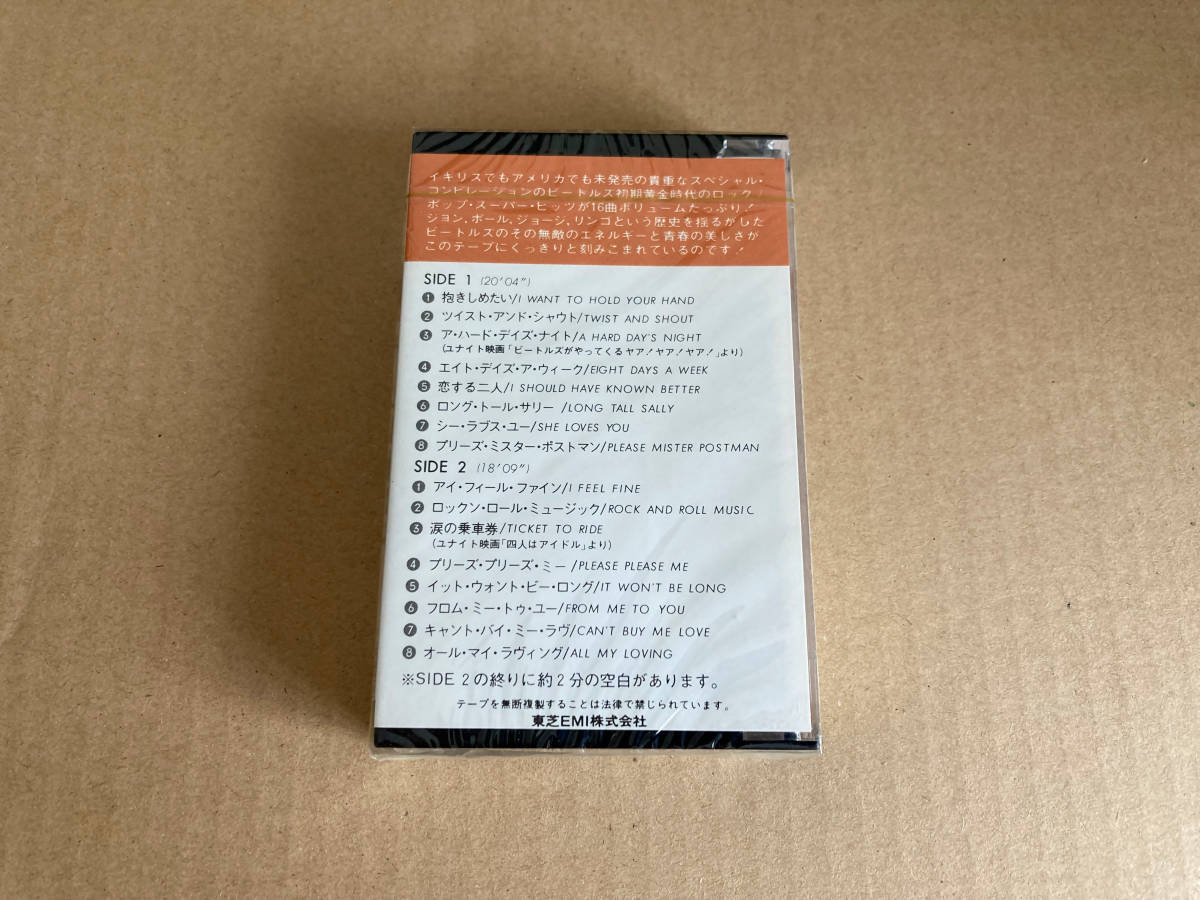 イギリスでもアメリカでも未発売の貴重なスペシャル・
コンピレーションのビートルズ初期黄金時代のロック/
ポップ・スーパー・ヒッツが16曲ボリュームたっぷり!
ション,ポール,ジョージ,リンゴという歴史を揺るがした
ビートルズのその無敵のエネルギーと青春の美しさが
このテープにくっきりと刻みこまれているのです!
SIDE 1 (20'04")
❶ 抱きしめたい/I WANT TO HOLD YOUR HAND
❷ ツイスト・アンド・シャウト/TWIST AND SHOUT
❸ ア・ハード・デイズ・ナイト/A HARD DAY'S NIGHT
(ユナイト映画「ビートルズがやってくるヤア!ヤア!ヤア!」より)
❹ エイト・デイズ・ア・ウィーク/EIGHT DAYS A WEEK
❺ 恋する二人/I SHOULD HAVE KNOWN BETTER
❻ ロング・トール・サリー/LONG TALL SALLY
❼ シー・ラブス・ユー/SHE LOVES YOU
❽ プリーズ・ミスター・ポストマン/PLEASE MISTER POSTMAN
SIDE 2 (18'09")
❶ アイ・フィール・ファイン/I FEEL FINE
❷ ロックン・ロール・ミュージック/ROCK AND ROLL MUSIC
❸ 涙の乗車券/TICKET TO RIDE
(ユナイト映画「四人はアイドル」より)
❹ プリーズ・プリーズ・ミー/PLEASE PLEASE ME
❺ イット・ウォント・ビー・ロング/IT WON'T BE LONG
❻ フロム・ミー・トゥ・ユー/FROM ME TO YOU
❼ キャント・バイ・ミー・ラヴ/CAN'T BUY ME LOVE
❽ オール・マイ・ラヴィング/ALL MY LOVING
※SIDE 2の終りに約2分の空白があります。
テープを無断複製することは法律で禁じられています。
東芝EMI株式会社